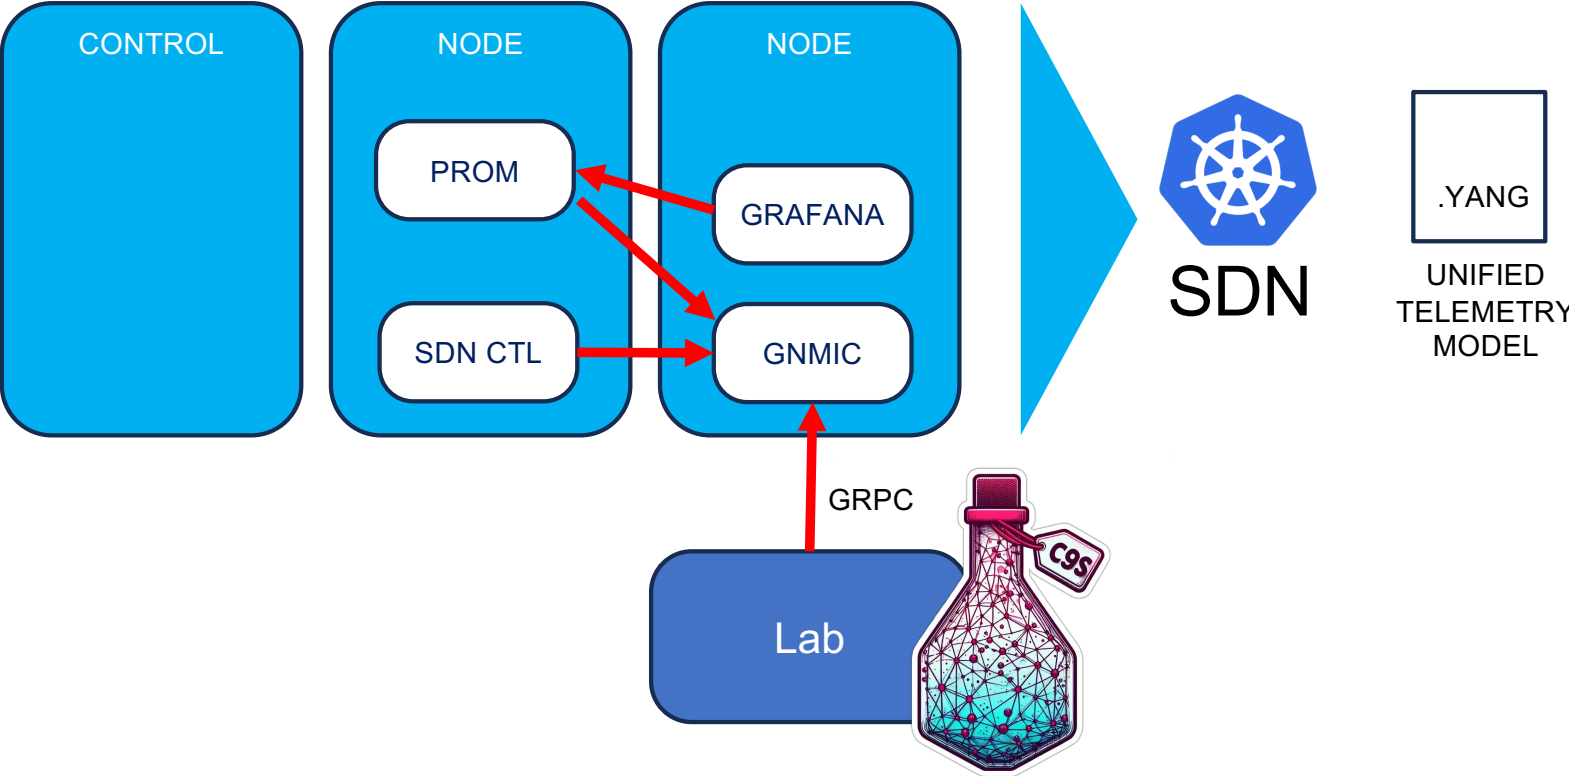 CONTROL
NODE
NODE
PROM
GRAFANA
SDN CTL
GNMIC
SDN
.YANG
UNIFIED
TELEMETRY
MODEL
GRPC
C9S
Lab